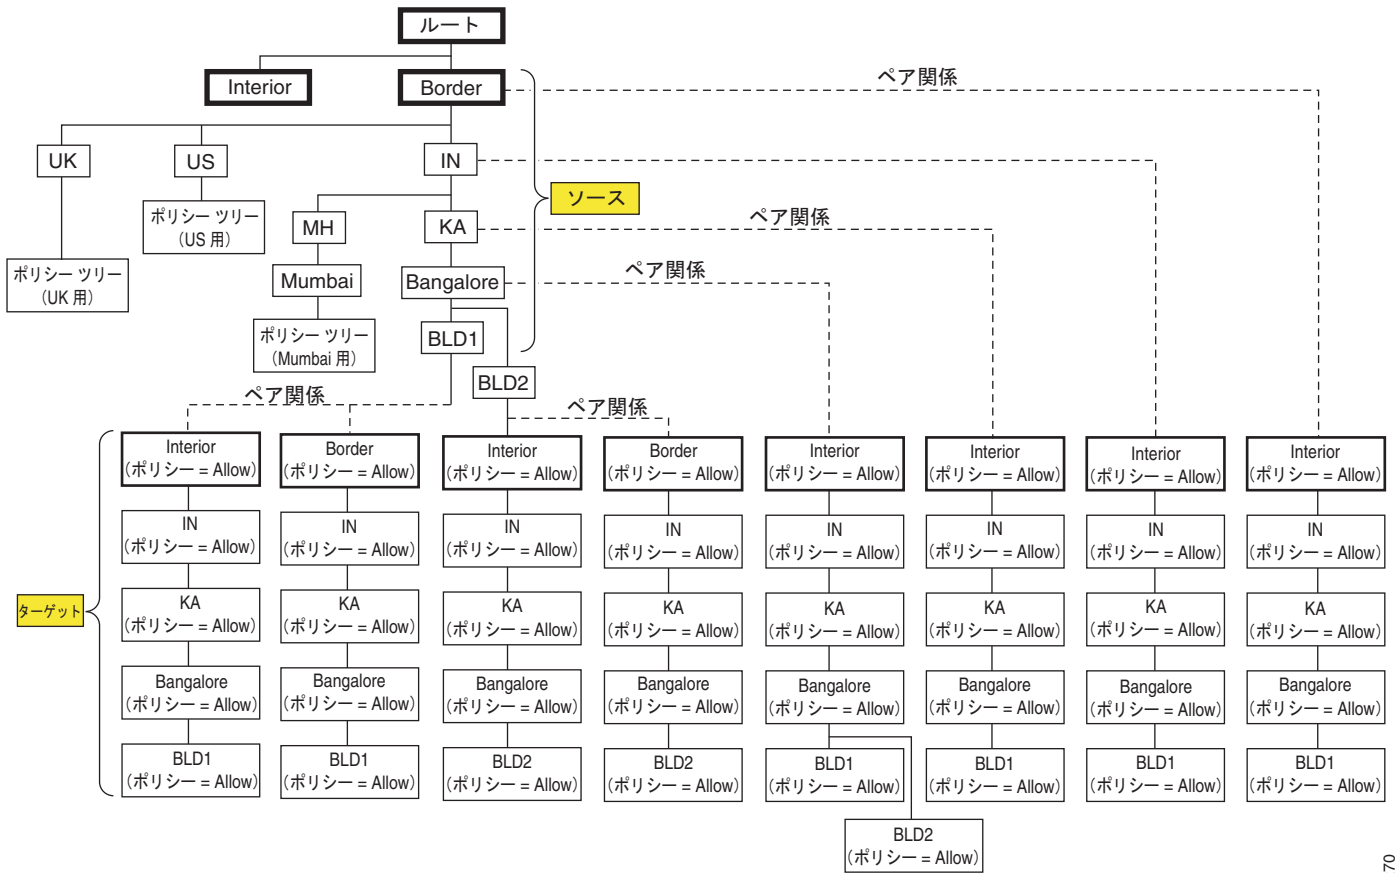 ルート
Interior
Border
ペア関係
UK
US
IN
ソース
ポリシー ツリー
（US 用）
MH
KA
ペア関係
ポリシー ツリー
（UK 用）
Mumbai
Bangalore
ペア関係
ポリシー ツリー
（Mumbai 用）
BLD1
BLD2
ペア関係
ペア関係
ターゲット
Interior
（ポリシー = Allow）
IN
（ポリシー = Allow）
KA
（ポリシー = Allow）
Bangalore
（ポリシー = Allow）
BLD1
（ポリシー = Allow）
Border
（ポリシー = Allow）
IN
（ポリシー = Allow）
KA
（ポリシー = Allow）
Bangalore
（ポリシー = Allow）
BLD1
（ポリシー = Allow）
Interior
（ポリシー = Allow）
IN
（ポリシー = Allow）
KA
（ポリシー = Allow）
Bangalore
（ポリシー = Allow）
BLD2
（ポリシー = Allow）
Border
（ポリシー = Allow）
IN
（ポリシー = Allow）
KA
（ポリシー = Allow）
Bangalore
（ポリシー = Allow）
BLD2
（ポリシー = Allow）
Interior
（ポリシー = Allow）
IN
（ポリシー = Allow）
KA
（ポリシー = Allow）
Bangalore
（ポリシー = Allow）
BLD1
（ポリシー = Allow）
BLD2
（ポリシー = Allow）
Interior
（ポリシー = Allow）
IN
（ポリシー = Allow）
KA
（ポリシー = Allow）
Bangalore
（ポリシー = Allow）
BLD1
（ポリシー = Allow）
Interior
（ポリシー = Allow）
IN
（ポリシー = Allow）
KA
（ポリシー = Allow）
Bangalore
（ポリシー = Allow）
BLD1
（ポリシー = Allow）
Interior
（ポリシー = Allow）
IN
（ポリシー = Allow）
KA
（ポリシー = Allow）
Bangalore
（ポリシー = Allow）
BLD1
（ポリシー = Allow）
70